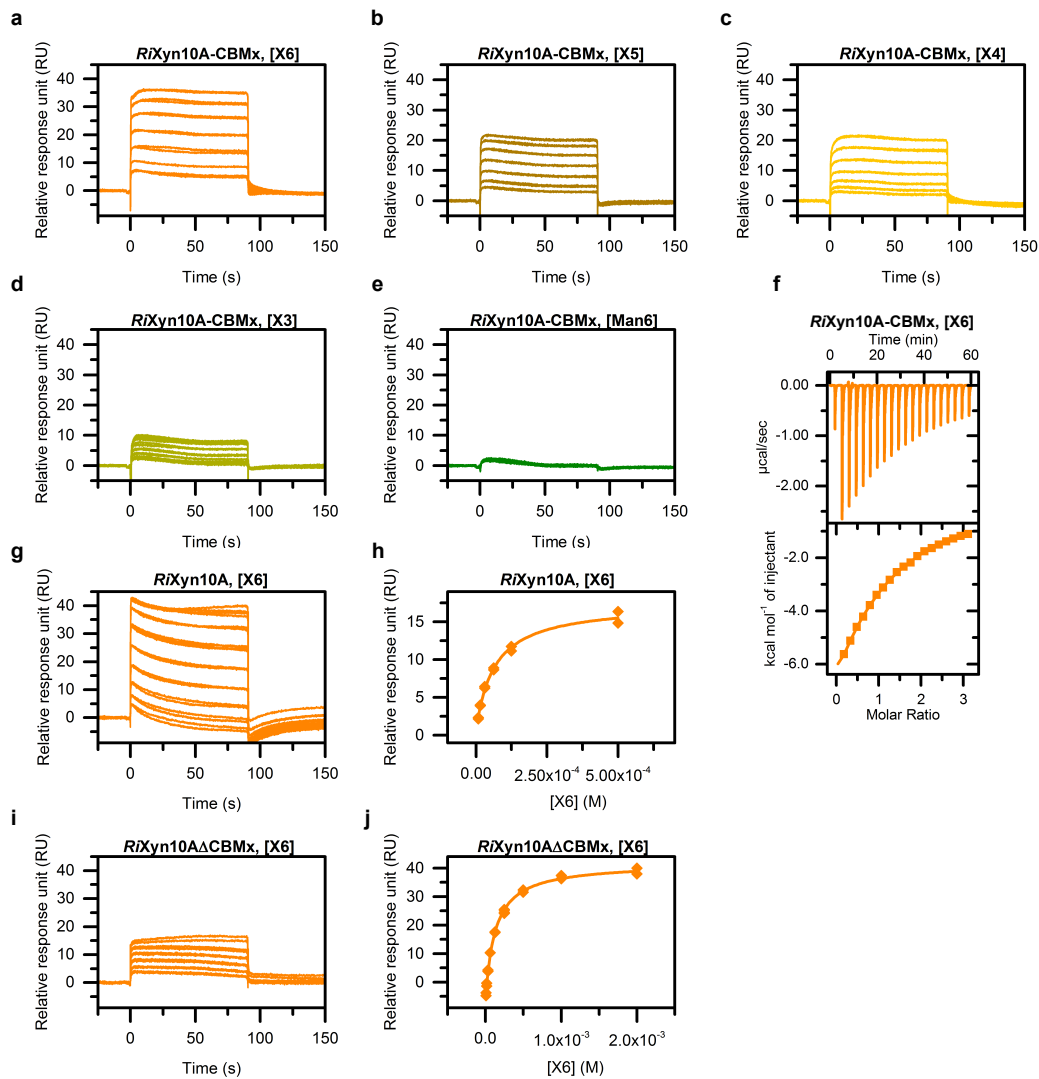 a
RiXyn10A-CBMx, [X6]
Relative response unit (RU)
40
30
20
10
0
0
50
100
150
Time (s)
b
RiXyn10A-CBMx, [X5]
Relative response unit (RU)
40
30
20
10
0
0
50
100
150
Time (s)
c
RiXyn10A-CBMx, [X4]
Relative response unit (RU)
40
30
20
10
0
0
50
100
150
Time (s)
d
RiXyn10A-CBMx, [X3]
Relative response unit (RU)
40
30
20
10
0
0
50
100
150
Time (s)
e
RiXyn10A-CBMx, [Man6]
Relative response unit (RU)
40
30
20
10
0
0
50
100
150
Time (s)
f
RiXyn10A-CBMx, [X6]
Time (min)
0
20
40
60
µcal/sec
0.00
-1.00
-2.00
kcal mol⁻¹ of injectant
-2.0
-4.0
-6.0
0
1
2
3
Molar Ratio
g
RiXyn10A, [X6]
Relative response unit (RU)
40
30
20
10
0
0
50
100
150
Time (s)
h
RiXyn10A, [X6]
Relative response unit (RU)
15
10
5
0
0.00
2.50x10⁻⁴
5.00x10⁻⁴
[X6] (M)
i
RiXyn10AΔCBMx, [X6]
Relative response unit (RU)
40
30
20
10
0
0
50
100
150
Time (s)
j
RiXyn10AΔCBMx, [X6]
Relative response unit (RU)
40
30
20
10
0
0.0
1.0x10⁻³
2.0x10⁻³
[X6] (M)